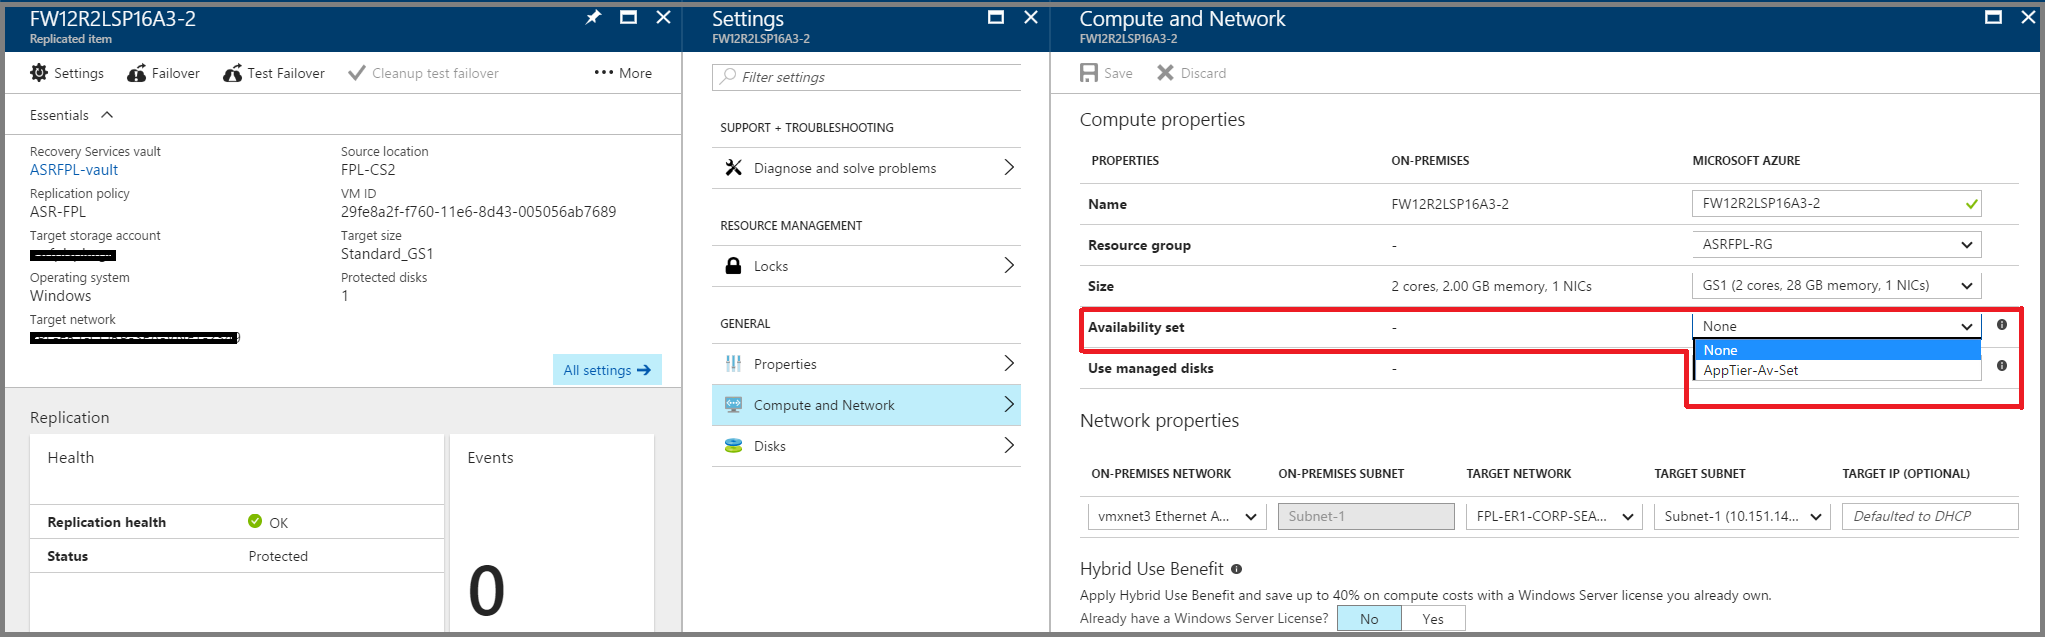 FW12R2LSP16A3-2
Replicated item
Settings
Failover
Test Failover
Cleanup test failover
More
Essentials
Recovery Services vault
ASRFPL-vault
Replication policy
ASR-FPL
Target storage account
Operating system
Windows
Target network
Source location
FPL-CS2
VM ID
29fe8a2f-f760-11e6-8d43-005056ab7689
Target size
Standard_GS1
Protected disks
1
All settings
Replication
Health
Replication health OK
Status Protected
Events
0
Settings
FW12R2LSP16A3-2
Filter settings
SUPPORT + TROUBLESHOOTING
Diagnose and solve problems
RESOURCE MANAGEMENT
Locks
GENERAL
Properties
Compute and Network
Disks
Compute and Network
FW12R2LSP16A3-2
Save
Discard
Compute properties
PROPERTIES ON-PREMISES MICROSOFT AZURE
Name FW12R2LSP16A3-2 FW12R2LSP16A3-2
Resource group - ASRFPL-RG
Size 2 cores, 2.00 GB memory, 1 NICs GS1 (2 cores, 28 GB memory, 1 NICs)
Availability set - None
None
Use managed disks - AppTier-Av-Set
Network properties
ON-PREMISES NETWORK ON-PREMISES SUBNET TARGET NETWORK TARGET SUBNET TARGET IP (OPTIONAL)
vmxnet3 Ethernet A... Subnet-1 FPL-ER1-CORP-SEA... Subnet-1 (10.151.14... Defaulted to DHCP
Hybrid Use Benefit
Apply Hybrid Use Benefit and save up to 40% on compute costs with a Windows Server license you already own.
Already have a Windows Server License? No Yes